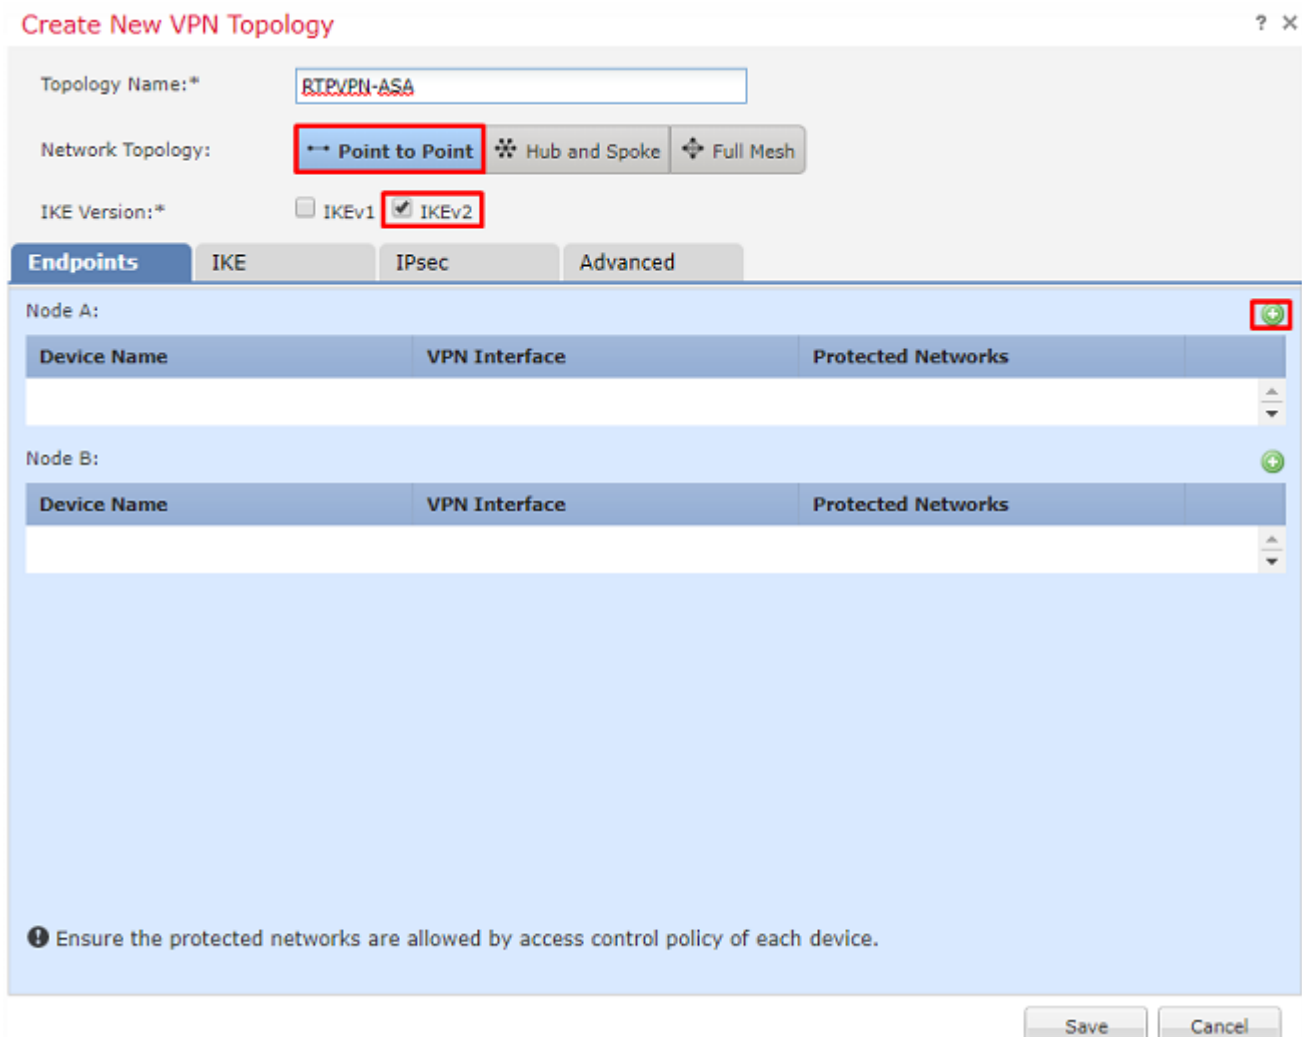 Create New VPN Topology
? ×
Topology Name:*
RTPVPN-ASA
Network Topology:
Point to Point
Hub and Spoke
Full Mesh
IKE Version:*
IKEv1
IKEv2
Endpoints
IKE
IPsec
Advanced
Node A:
Device Name
VPN Interface
Protected Networks
Node B:
Device Name
VPN Interface
Protected Networks
Ensure the protected networks are allowed by access control policy of each device.
Save
Cancel